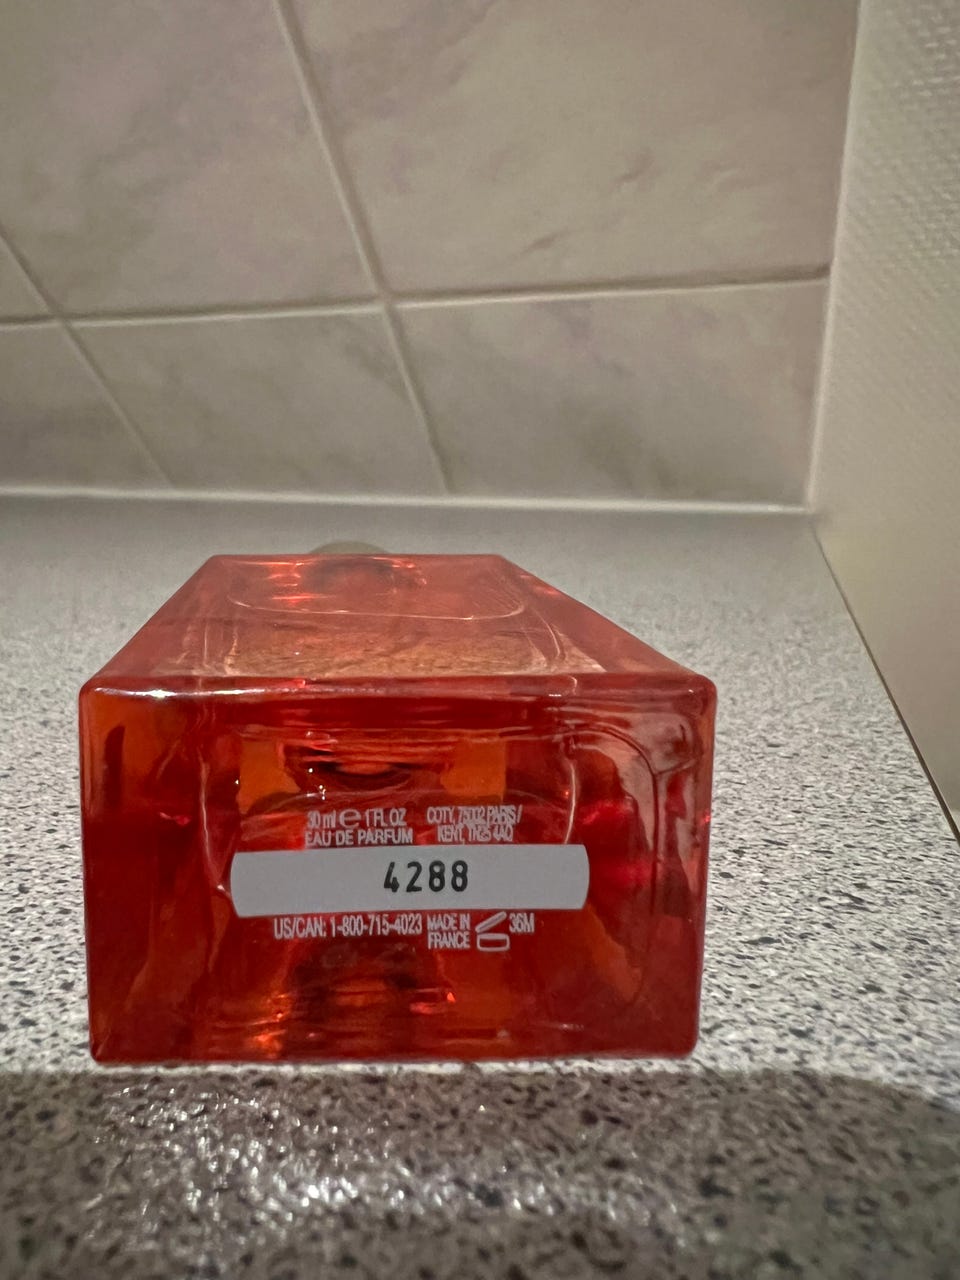 30 ml e 1 FL OZ
EAU DE PARFUM
COTY, 75002 PARIS /
KENT, TN25 4AQ
4288
US/CAN: 1-800-715-4023
MADE IN
FRANCE
36M